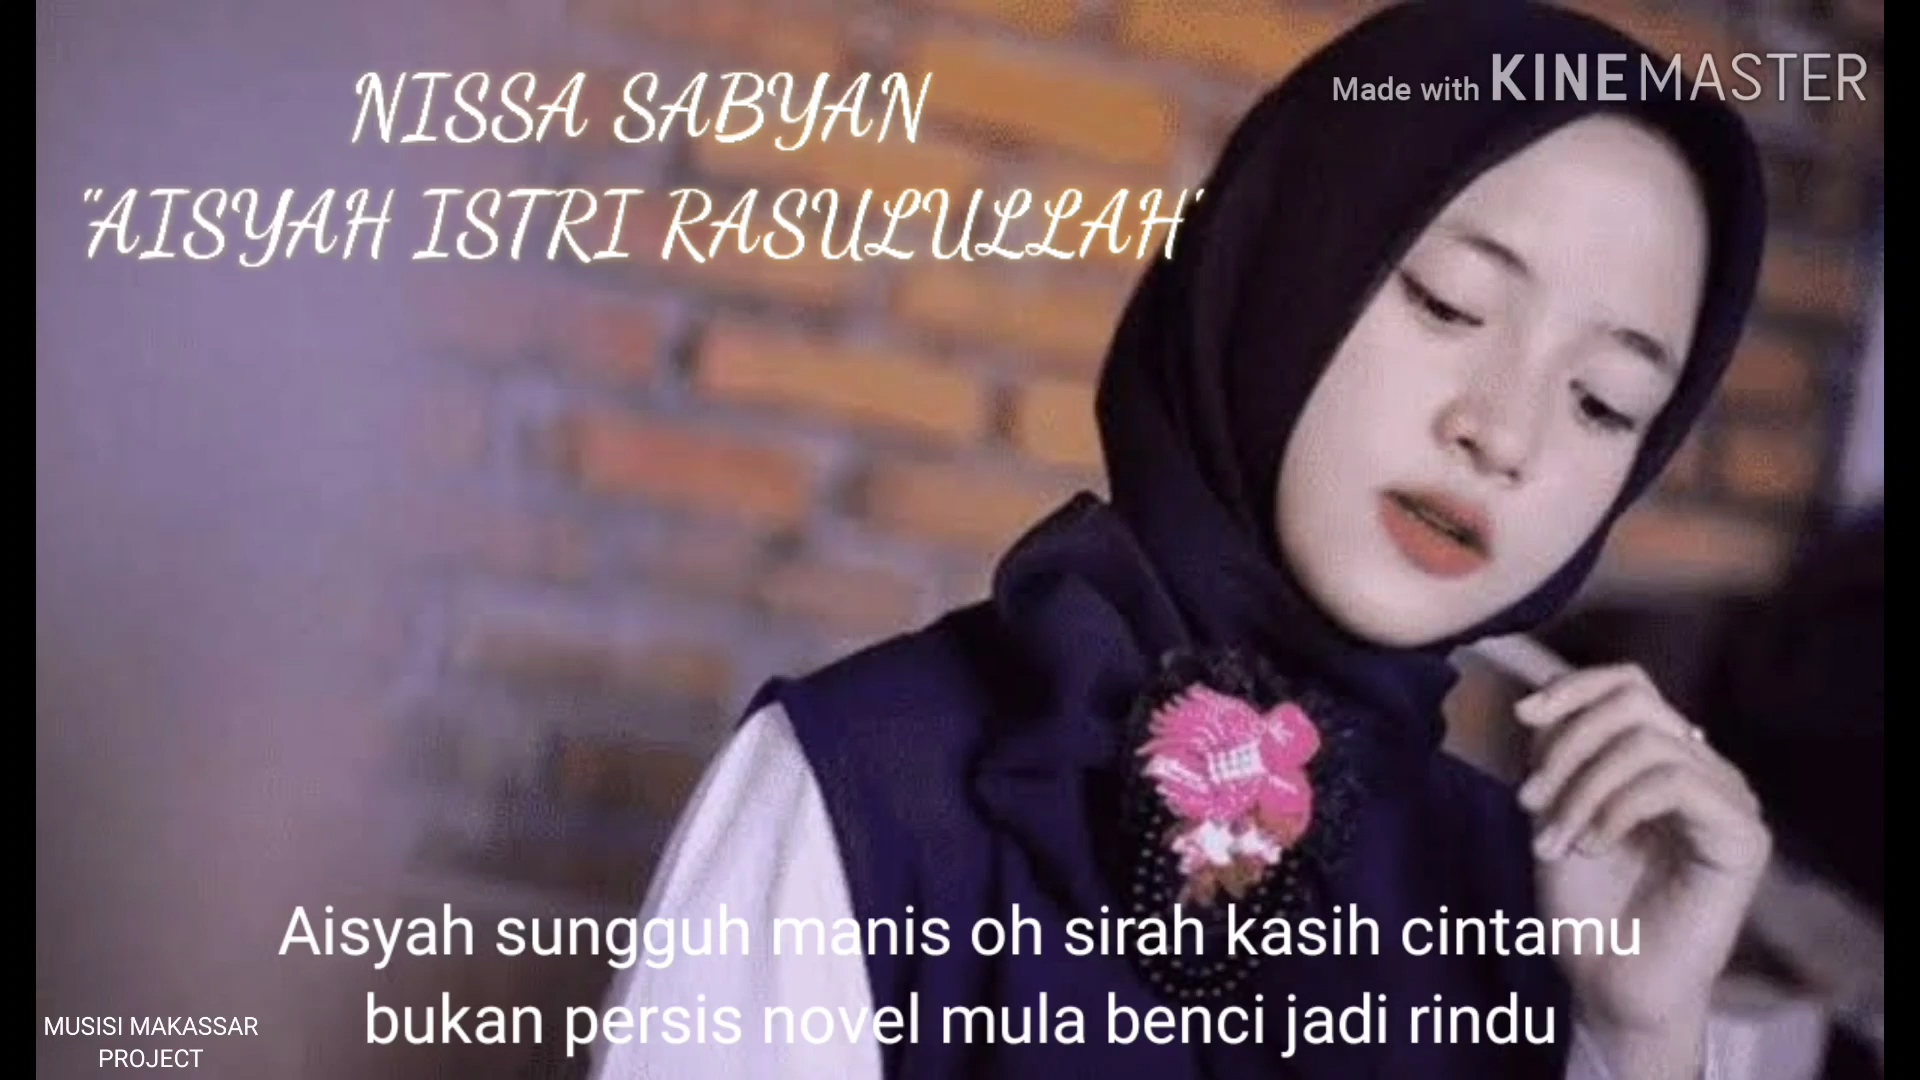 NISSA SABYAN
"AISYAH ISTRI RASULULLAH"
Made with KINEMASTER
Aisyah sungguh manis oh sirah kasih cintamu
bukan persis novel mula benci jadi rindu
MUSISI MAKASSAR
PROJECT